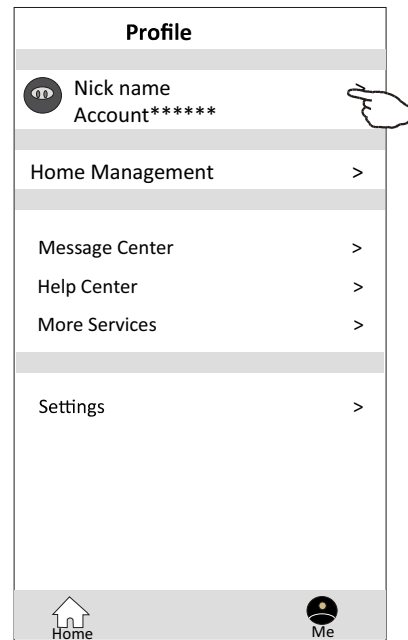 Profile
Nick name
Account******
Home Management >
Message Center >
Help Center >
More Services >
Settings >
Home Me